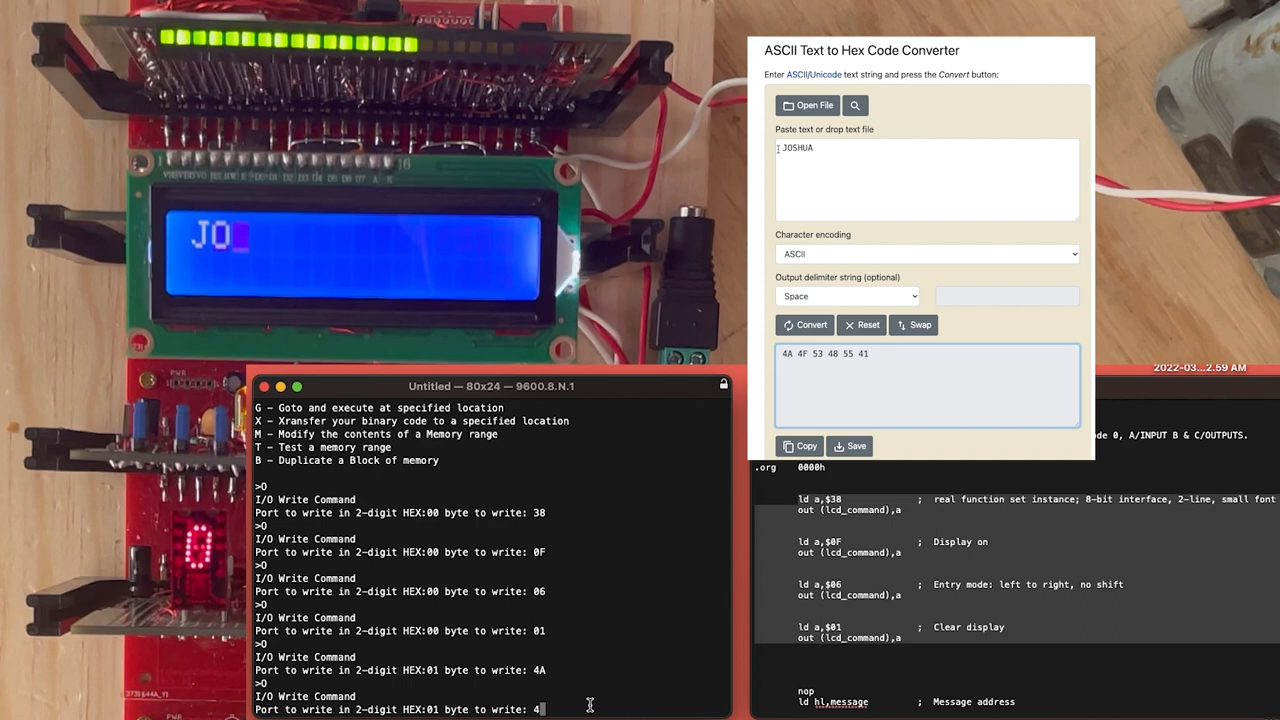 1 16
JO
0
PWR
ASCII Text to Hex Code Converter
Enter ASCII/Unicode text string and press the Convert button:
Open File
Paste text or drop text file
JOSHUA
Character encoding
ASCII
Output delimiter string (optional)
Space
Convert Reset Swap
4A 4F 53 48 55 41
Copy Save
Untitled — 80x24 — 9600.8.N.1
G – Goto and execute at specified location
X – Xransfer your binary code to a specified location
M – Modify the contents of a Memory range
T – Test a memory range
B – Duplicate a Block of memory
>O
I/O Write Command
Port to write in 2-digit HEX:00 byte to write: 38
>O
I/O Write Command
Port to write in 2-digit HEX:00 byte to write: 0F
>O
I/O Write Command
Port to write in 2-digit HEX:00 byte to write: 06
>O
I/O Write Command
Port to write in 2-digit HEX:00 byte to write: 01
>O
I/O Write Command
Port to write in 2-digit HEX:01 byte to write: 4A
>O
I/O Write Command
Port to write in 2-digit HEX:01 byte to write: 4
2022-03...2.59 AM
de 0, A/INPUT B & C/OUTPUTS.
.org 0000h
ld a,$38 ; real function set instance; 8-bit interface, 2-line, small font
out (lcd_command),a
ld a,$0F ; Display on
out (lcd_command),a
ld a,$06 ; Entry mode: left to right, no shift
out (lcd_command),a
ld a,$01 ; Clear display
out (lcd_command),a
nop
ld hl,message ; Message address